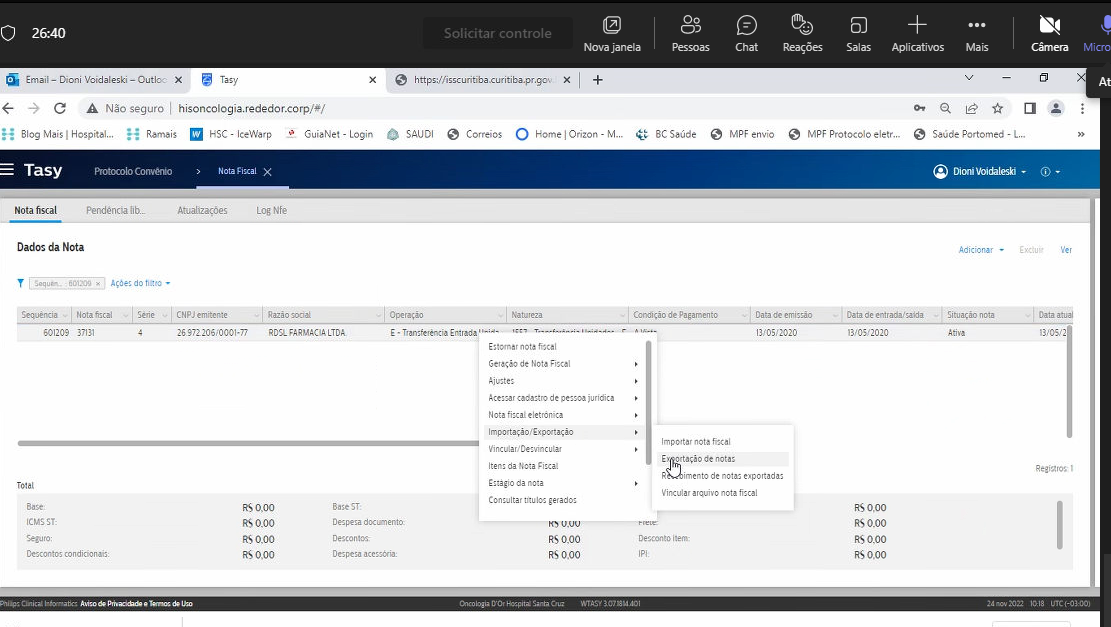 26:40
Solicitar controle
Nova janela
Pessoas
Chat
Reações
Salas
Aplicativos
Mais
Câmera
Email – Dioni Voidaleski – Outloo
Tasy
https://isscuritiba.curitiba.pr.gov.
Não seguro
hisoncologia.rededor.corp/#/
Blog Mais | Hospital...
Ramais
HSC - IceWarp
GuiaNet - Login
SAUDI
Correios
Home | Orizon - M...
BC Saúde
MPF envio
MPF Protocolo eletr...
Saúde Portomed - L...
»
Tasy
Protocolo Convênio
>
Nota Fiscal
Dioni Voidaleski
Nota fiscal
Pendência lib...
Atualizações
Log Nfe
Dados da Nota
Adicionar
Excluir
Ver
Sequên... : 601209 ×
Ações do filtro
Sequência
Nota fiscal
Série
CNPJ emitente
Razão social
Operação
Natureza
Condição de Pagamento
Data de emissão
Data de entrada/saída
Situação nota
Data atual
601209
37131
4
26.972.206/0001-77
RDSL FARMACIA LTDA.
E - Transferência Entrada Unida
1557 - Transferência Unidades - E
A Vista
13/05/2020
13/05/2020
Ativa
13/05/2
Estornar nota fiscal
Geração de Nota Fiscal
Ajustes
Acessar cadastro de pessoa jurídica
Nota fiscal eletrônica
Importação/Exportação
Vincular/Desvincular
Itens da Nota Fiscal
Estágio da nota
Consultar títulos gerados
Importar nota fiscal
Exportação de notas
Recebimento de notas exportadas
Vincular arquivo nota fiscal
Registros: 1
Total
Base:
R$ 0,00
Base ST:
R$ 0,00
ICMS ST:
R$ 0,00
Despesa documento:
R$ 0,00
Frete:
R$ 0,00
Seguro:
R$ 0,00
Descontos:
R$ 0,00
Desconto item:
R$ 0,00
Descontos condicionais:
R$ 0,00
Despesa acessória:
R$ 0,00
IPI:
R$ 0,00
Philips Clinical Informatics
Aviso de Privacidade e Termos de Uso
Oncologia D'Or Hospital Santa Cruz
WTASY 3.07.1814.401
24 nov 2022 10:18 UTC (-03:00)